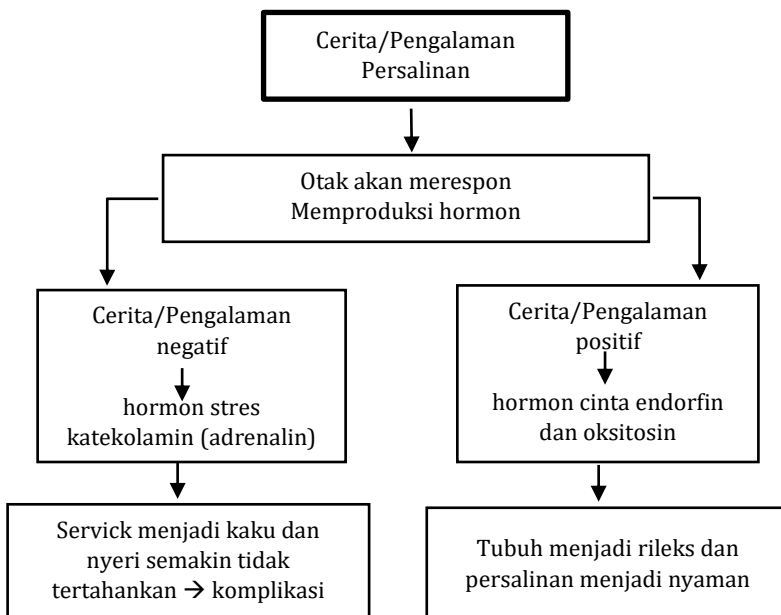 Cerita/Pengalaman
Persalinan
Otak akan merespon
Memproduksi hormon
Cerita/Pengalaman
negatif
hormon stres
katekolamin (adrenalin)
Cerita/Pengalaman
positif
hormon cinta endorfin
dan oksitosin
Servick menjadi kaku dan
nyeri semakin tidak
tertahankan → komplikasi
Tubuh menjadi rileks dan
persalinan menjadi nyaman